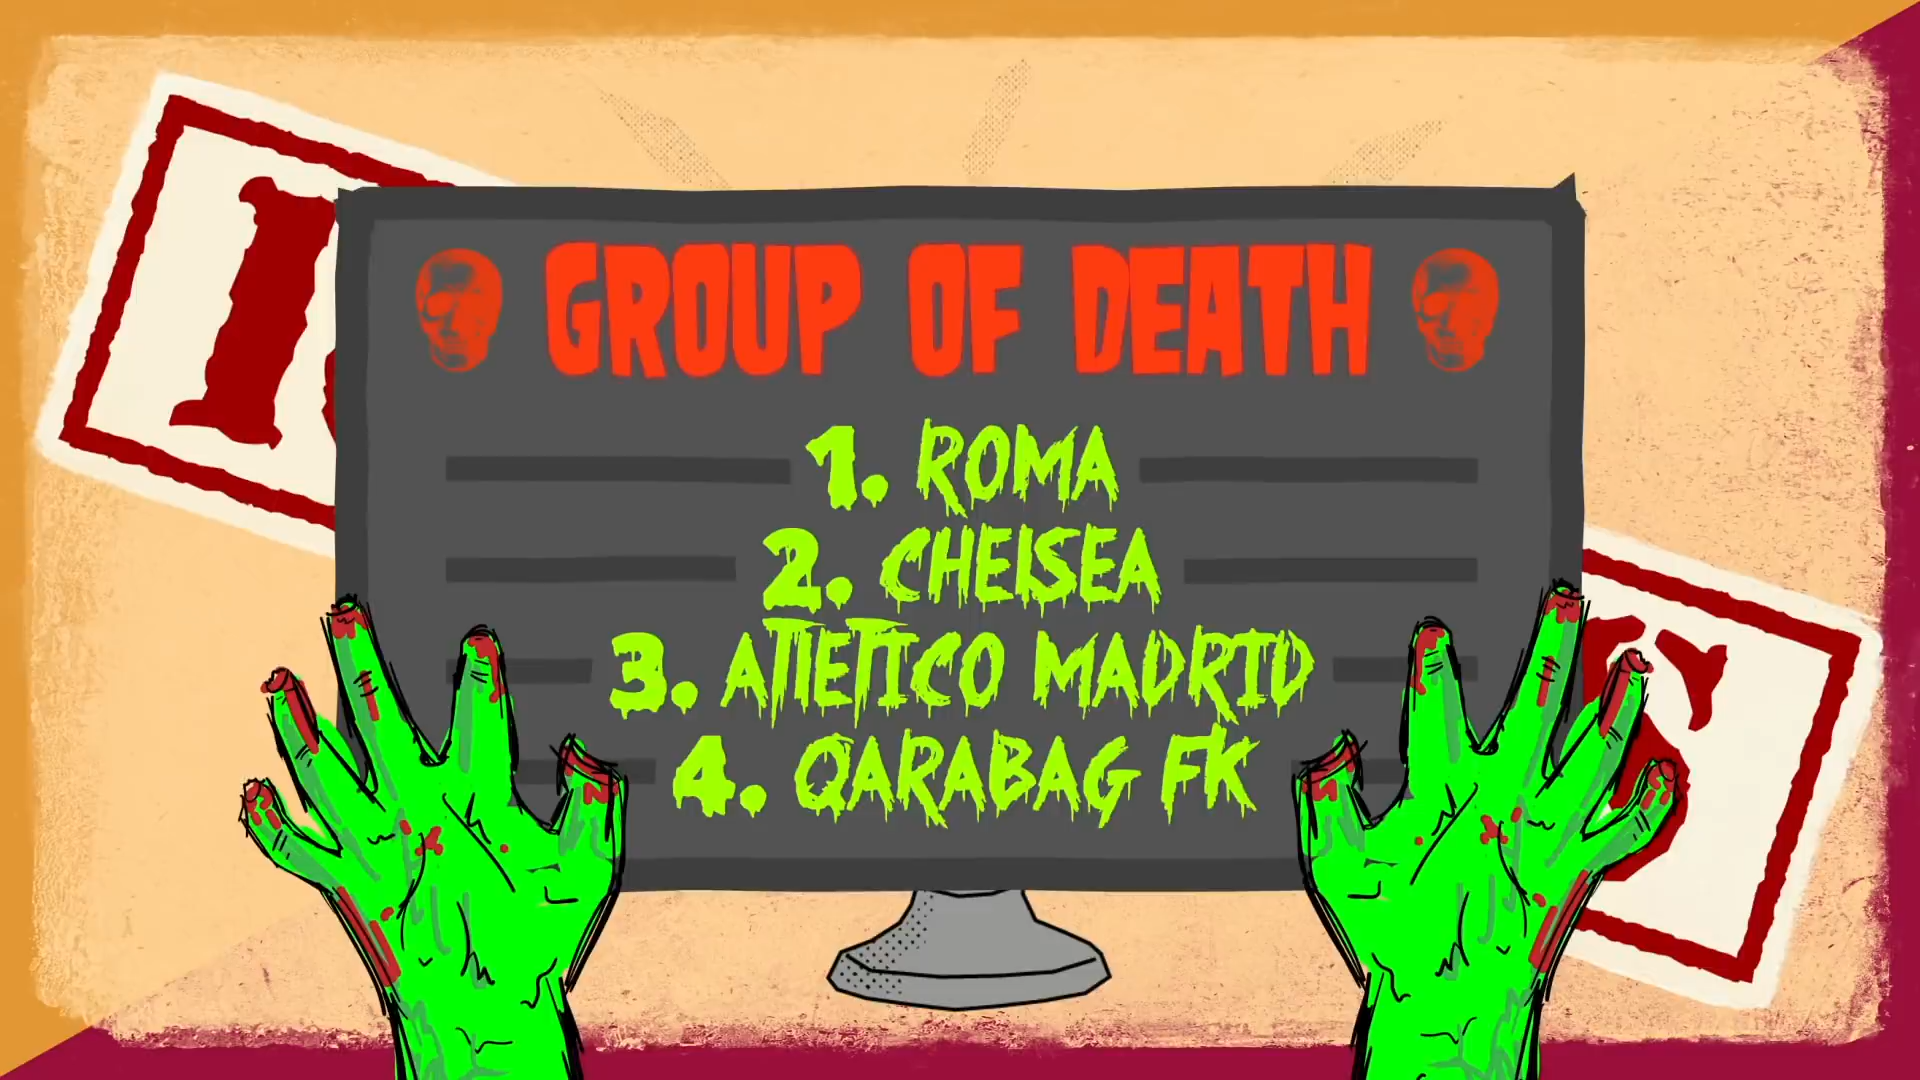 GROUP OF DEATH
1. ROMA
2. CHELSEA
3. ATLETICO MADRID
4. QARABAG FK